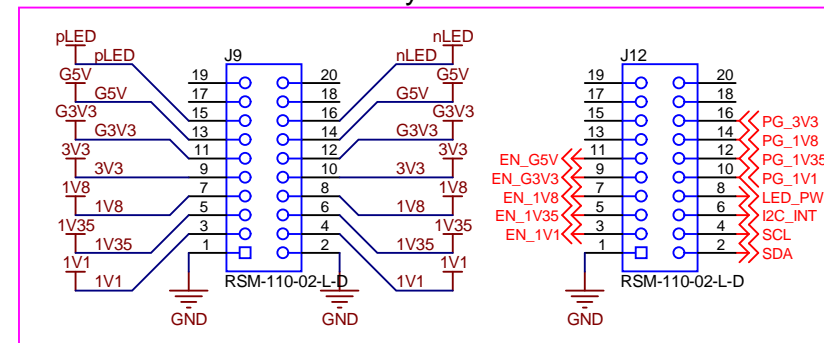 pLED
pLED
G5V
G5V
G3V3
G3V3
3V3
3V3
1V8
1V8
1V35
1V35
1V1
1V1
J9
19 20
17 18
15 16
13 14
11 12
9 10
7 8
5 6
3 4
1 2
RSM-110-02-L-D
GND
GND
nLED
nLED
G5V
G5V
G3V3
G3V3
3V3
3V3
1V8
1V8
1V35
1V35
1V1
1V1
J12
19 20
17 18
15 16 PG_3V3
13 14 PG_1V8
EN_G5V 11 12 PG_1V35
EN_G3V3 9 10 PG_1V1
EN_1V8 7 8 LED_PW
EN_1V35 5 6 I2C_INT
EN_1V1 3 4 SCL
1 2 SDA
RSM-110-02-L-D
GND